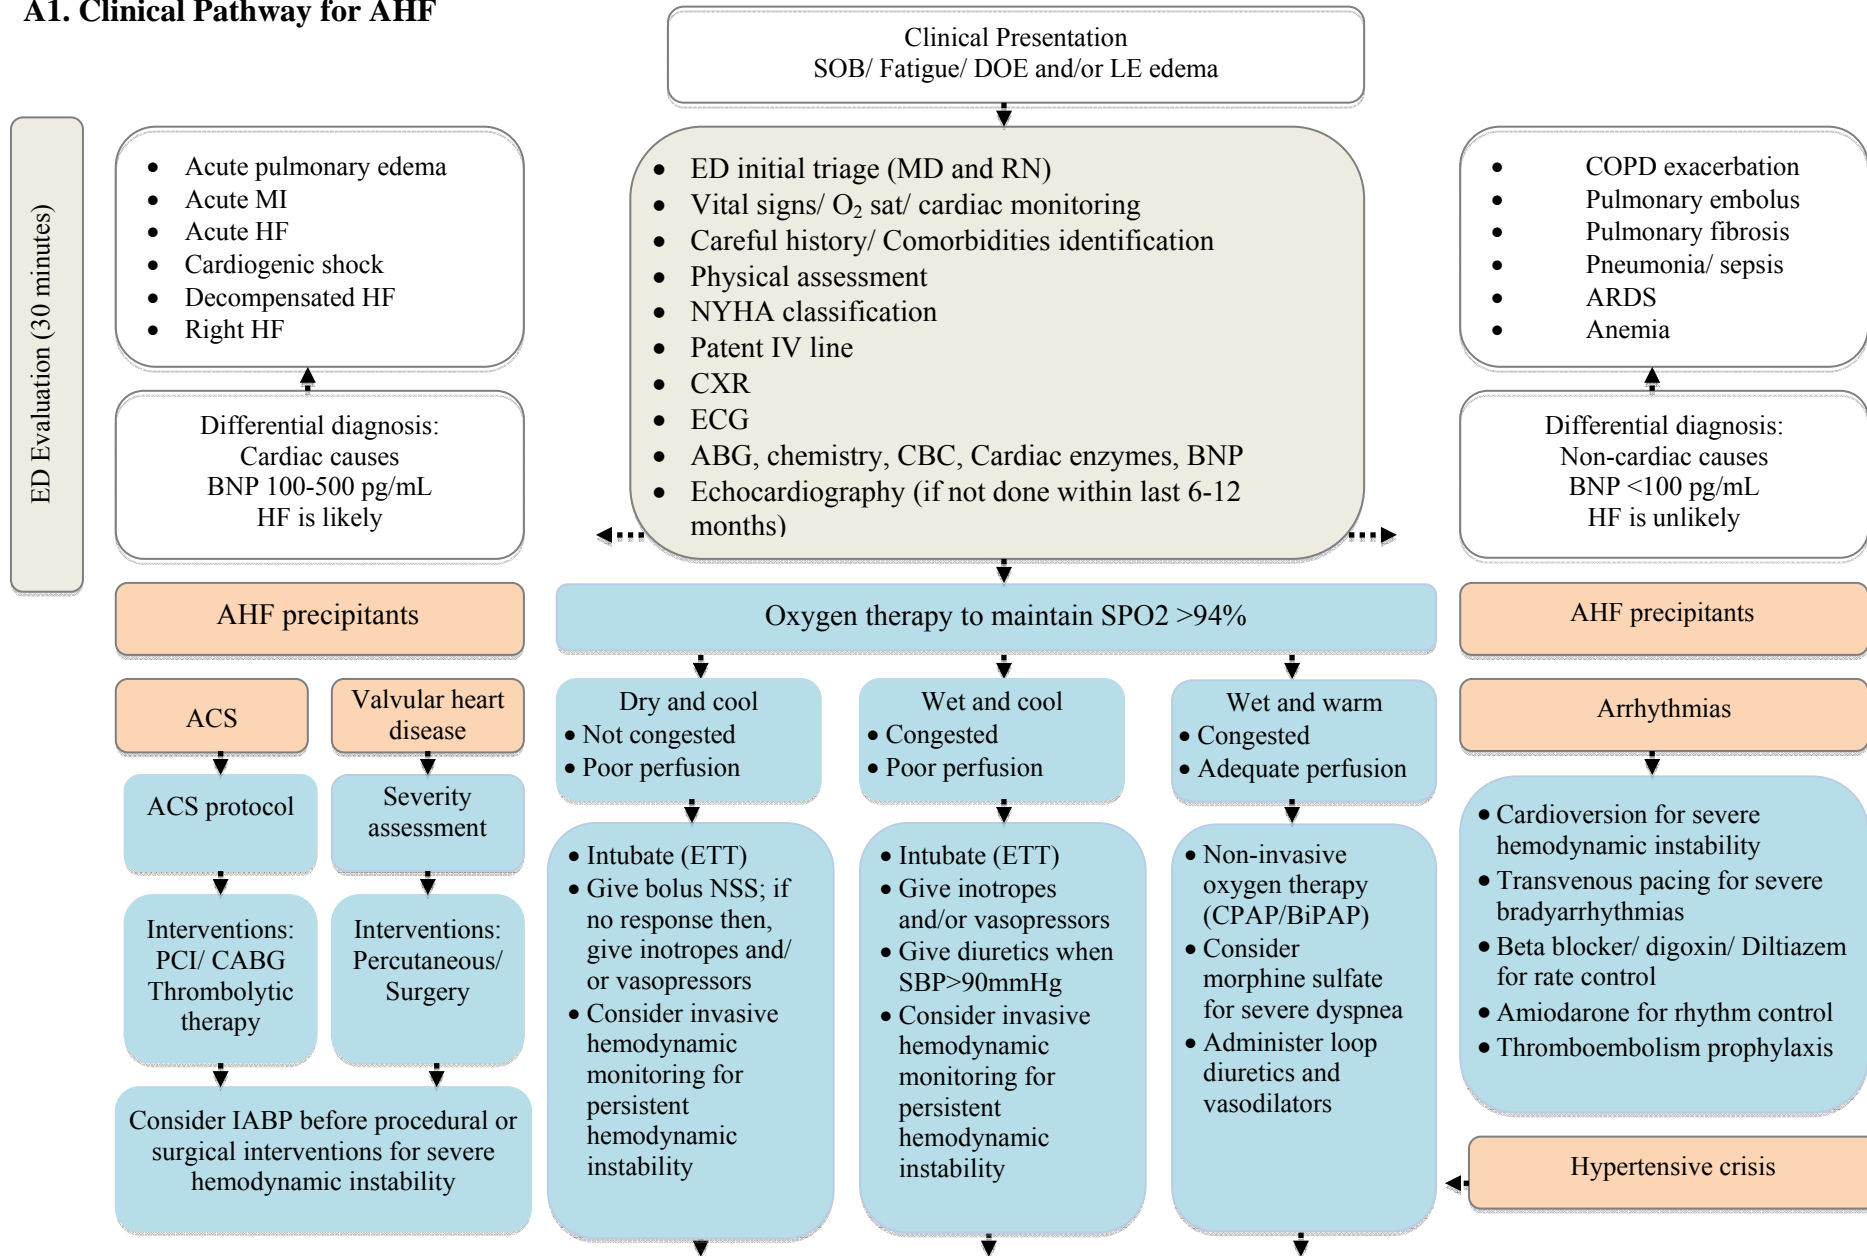 A1. Clinical Pathway for AHF
Clinical Presentation
SOB/ Fatigue/ DOE and/or LE edema
ED Evaluation (30 minutes)
• Acute pulmonary edema
• Acute MI
• Acute HF
• Cardiogenic shock
• Decompensated HF
• Right HF
Differential diagnosis:
Cardiac causes
BNP 100-500 pg/mL
HF is likely
• ED initial triage (MD and RN)
• Vital signs/ O₂ sat/ cardiac monitoring
• Careful history/ Comorbidities identification
• Physical assessment
• NYHA classification
• Patent IV line
• CXR
• ECG
• ABG, chemistry, CBC, Cardiac enzymes, BNP
• Echocardiography (if not done within last 6-12
months)
• COPD exacerbation
• Pulmonary embolus
• Pulmonary fibrosis
• Pneumonia/ sepsis
• ARDS
• Anemia
Differential diagnosis:
Non-cardiac causes
BNP <100 pg/mL
HF is unlikely
AHF precipitants
Oxygen therapy to maintain SPO2 >94%
AHF precipitants
ACS
Valvular heart
disease
ACS protocol
Severity
assessment
Interventions:
PCI/ CABG
Thrombolytic
therapy
Interventions:
Percutaneous/
Surgery
Consider IABP before procedural or
surgical interventions for severe
hemodynamic instability
Dry and cool
• Not congested
• Poor perfusion
• Intubate (ETT)
• Give bolus NSS; if
no response then,
give inotropes and/
or vasopressors
• Consider invasive
hemodynamic
monitoring for
persistent
hemodynamic
instability
Wet and cool
• Congested
• Poor perfusion
• Intubate (ETT)
• Give inotropes
and/or vasopressors
• Give diuretics when
SBP>90mmHg
• Consider invasive
hemodynamic
monitoring for
persistent
hemodynamic
instability
Wet and warm
• Congested
• Adequate perfusion
• Non-invasive
oxygen therapy
(CPAP/BiPAP)
• Consider
morphine sulfate
for severe dyspnea
• Administer loop
diuretics and
vasodilators
Arrhythmias
• Cardioversion for severe
hemodynamic instability
• Transvenous pacing for severe
bradyarrhythmias
• Beta blocker/ digoxin/ Diltiazem
for rate control
• Amiodarone for rhythm control
• Thromboembolism prophylaxis
Hypertensive crisis